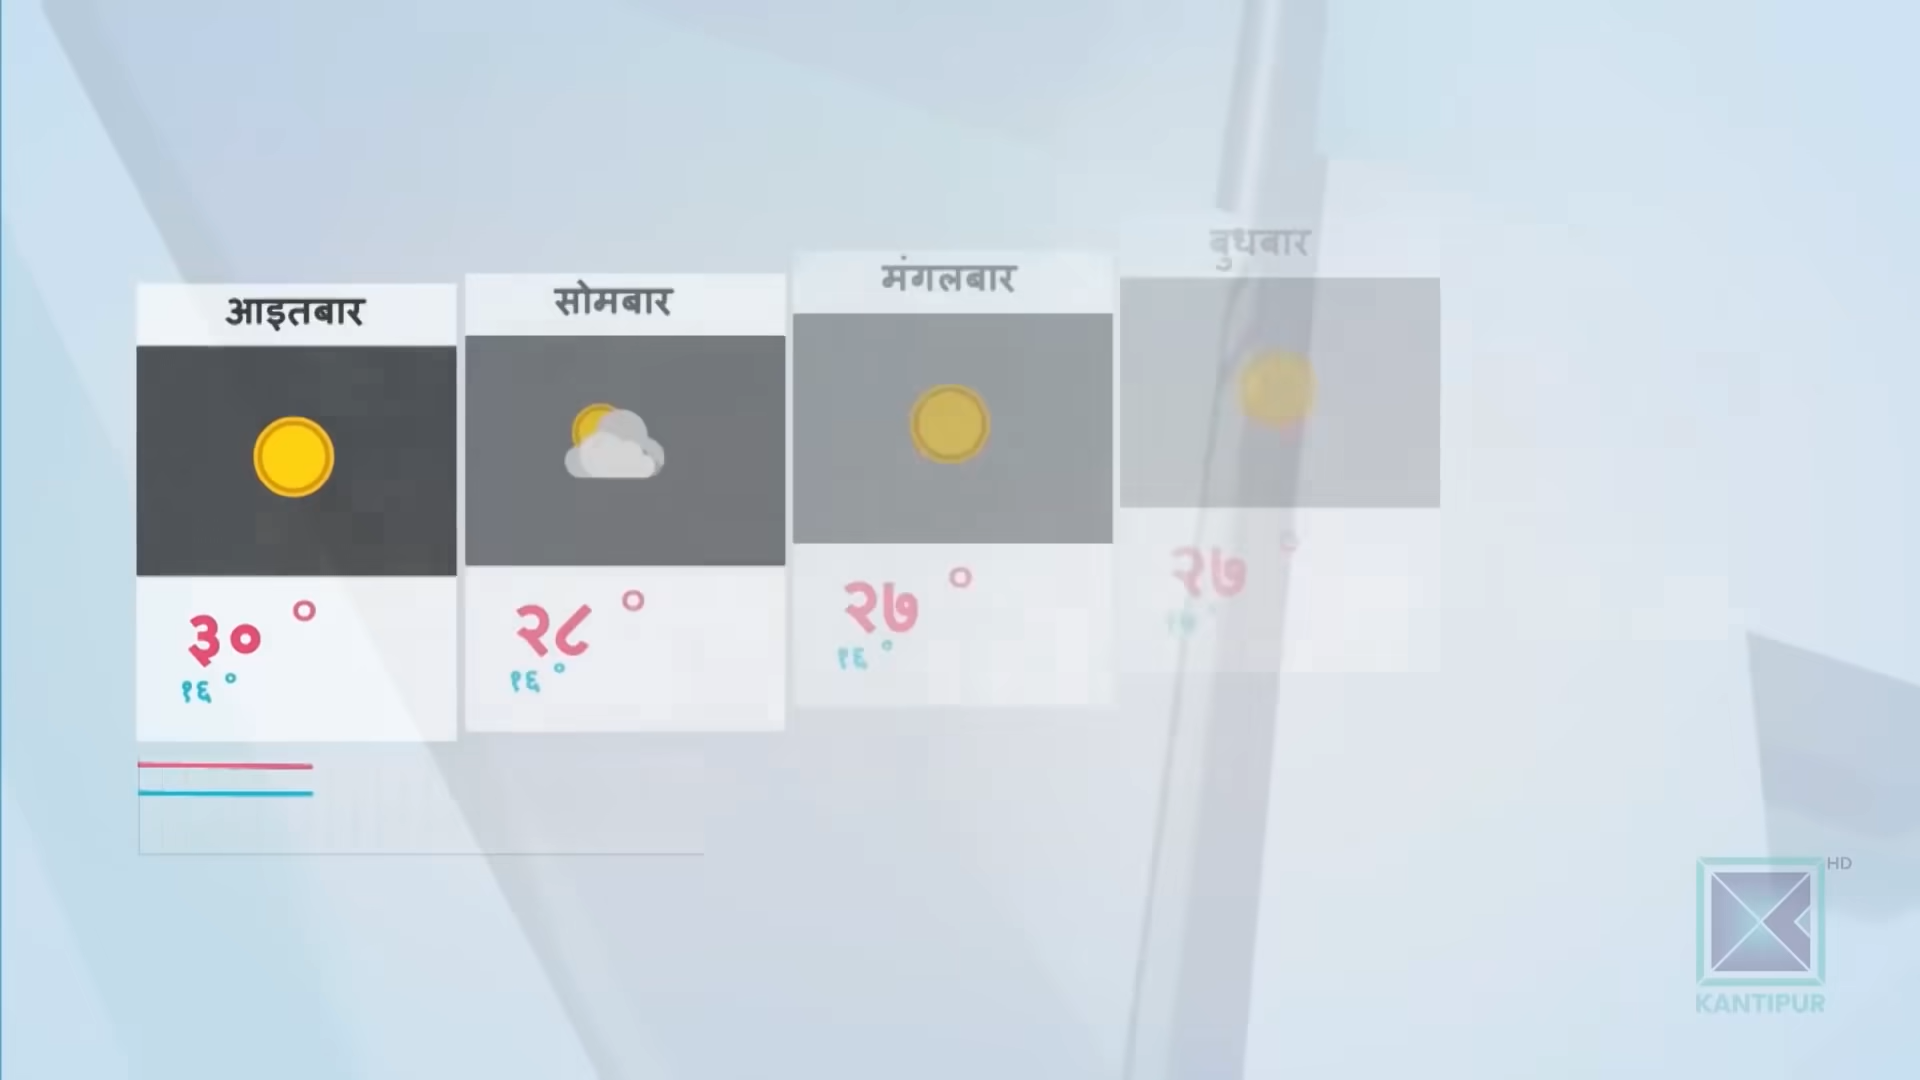 आइतबार
सोमबार
मंगलबार
बुधबार
३० °
१६ °
२८ °
१६ °
२७ °
१६ °
२७ °
HD
KANTIPUR